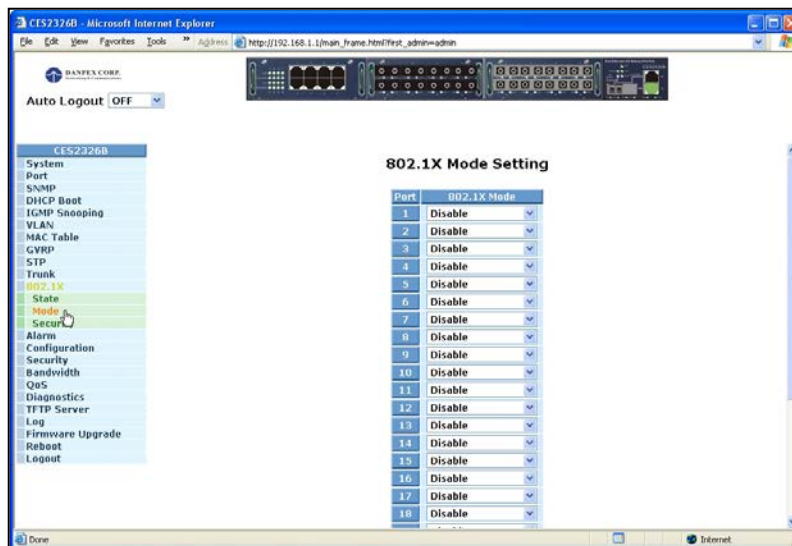 CES2326B - Microsoft Internet Explorer
File Edit View Favorites Tools » Address http://192.168.1.1/main_frame.html?first_admin=admin
DANPEX CORP.
Auto Logout OFF
CES2326B
System
Port
SNMP
DHCP Boot
IGMP Snooping
VLAN
MAC Table
GVRP
STP
Trunk
802.1X
State
Mode
Security
Alarm
Configuration
Security
Bandwidth
QoS
Diagnostics
TFTP Server
Log
Firmware Upgrade
Reboot
Logout
802.1X Mode Setting
Port 802.1X Mode
1 Disable
2 Disable
3 Disable
4 Disable
5 Disable
6 Disable
7 Disable
8 Disable
9 Disable
10 Disable
11 Disable
12 Disable
13 Disable
14 Disable
15 Disable
16 Disable
17 Disable
18 Disable
Done Internet